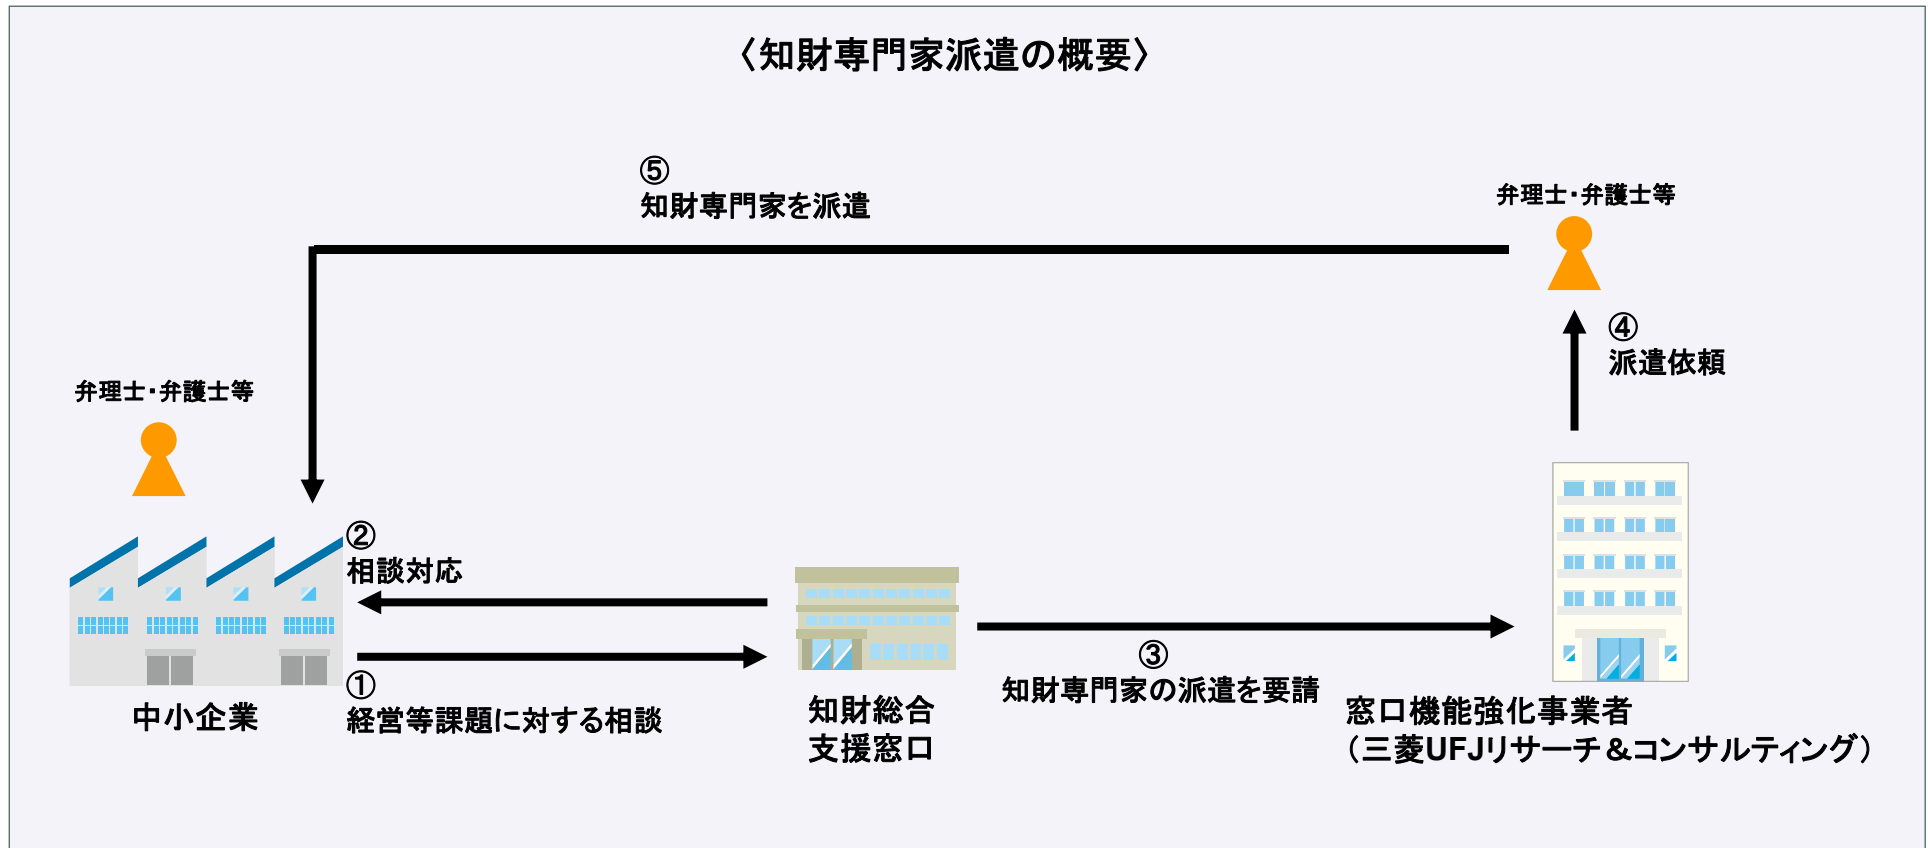 〈知財専門家派遣の概要〉
⑤
知財専門家を派遣
弁理士・弁護士等
④
派遣依頼
弁理士・弁護士等
②
相談対応
①
経営等課題に対する相談
中小企業
知財総合
支援窓口
③
知財専門家の派遣を要請
窓口機能強化事業者
（三菱UFJリサーチ＆コンサルティング）